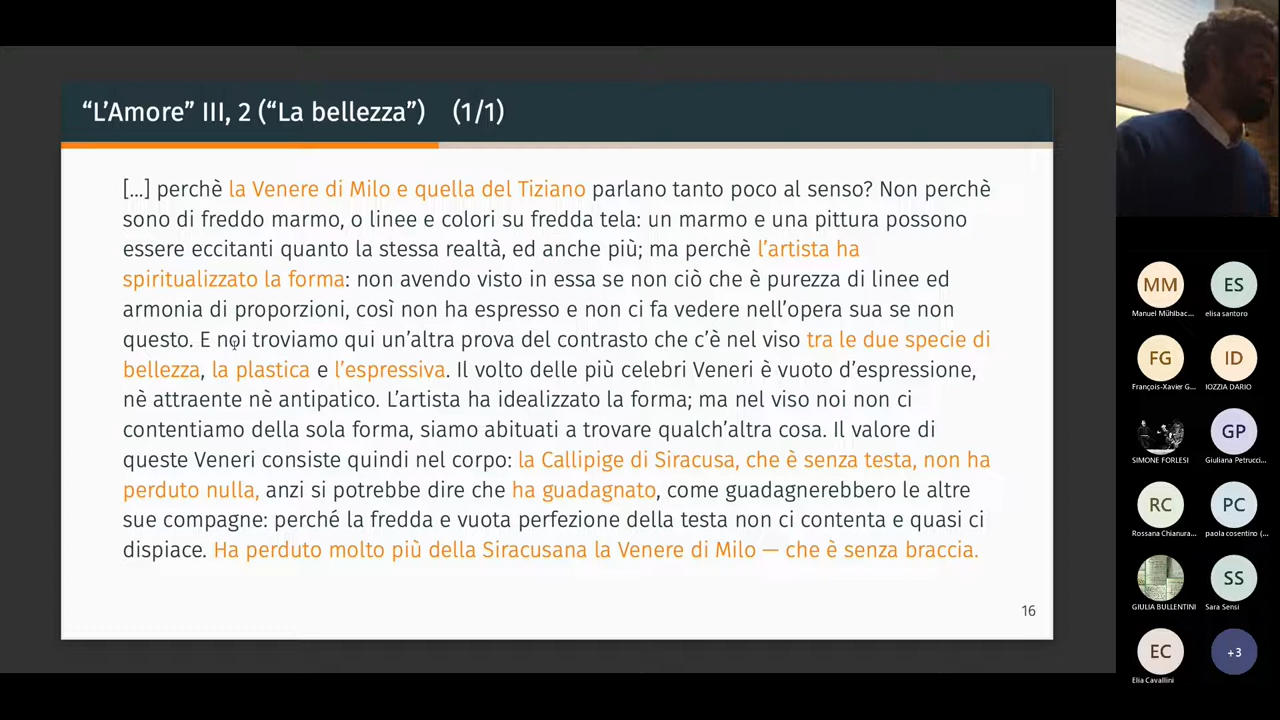 “L’Amore” III, 2 (“La bellezza”) (1/1)
[...] perchè la Venere di Milo e quella del Tiziano parlano tanto poco al senso? Non perchè
sono di freddo marmo, o linee e colori su fredda tela: un marmo e una pittura possono
essere eccitanti quanto la stessa realtà, ed anche più; ma perchè l’artista ha
spiritualizzato la forma: non avendo visto in essa se non ciò che è purezza di linee ed
armonia di proporzioni, così non ha espresso e non ci fa vedere nell’opera sua se non
questo. E noi troviamo qui un’altra prova del contrasto che c’è nel viso tra le due specie di
bellezza, la plastica e l’espressiva. Il volto delle più celebri Veneri è vuoto d’espressione,
nè attraente nè antipatico. L’artista ha idealizzato la forma; ma nel viso noi non ci
contentiamo della sola forma, siamo abituati a trovare qualch’altra cosa. Il valore di
queste Veneri consiste quindi nel corpo: la Callipige di Siracusa, che è senza testa, non ha
perduto nulla, anzi si potrebbe dire che ha guadagnato, come guadagnerebbero le altre
sue compagne: perché la fredda e vuota perfezione della testa non ci contenta e quasi ci
dispiace. Ha perduto molto più della Siracusana la Venere di Milo — che è senza braccia.
16
MM ES
Manuel Mühlbac... elisa santoro
FG ID
François-Xavier G... IOZZIA DARIO
GP
SIMONE FORLESI Giuliana Petrucci...
RC PC
Rossana Chianura... paola cosentino (...
SS
GIULIA BULLENTINI Sara Sensi
EC +3
Elia Cavallini